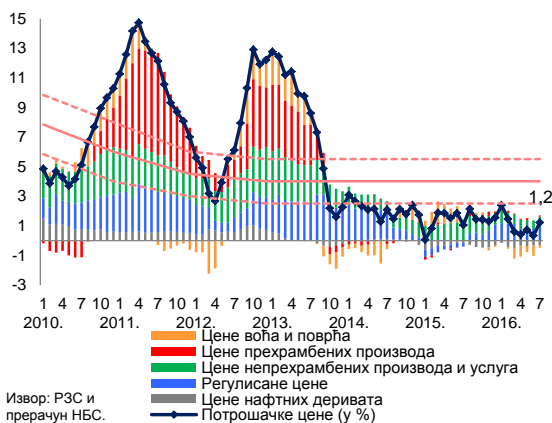 15
13
11
9
7
5
3
1
-1
-3
1,2
1 4 7 10 1 4 7 10 1 4 7 10 1 4 7 10 1 4 7 10 1 4 7 10 1 4 7
2010. 2011. 2012. 2013. 2014. 2015. 2016.
Цене воћа и поврћа
Цене прехрамбених производа
Цене непрехрамбених производа и услуга
Регулисане цене
Цене нафтних деривата
Потрошачке цене (у %)
Извор: РЗС и
прерачун НБС.